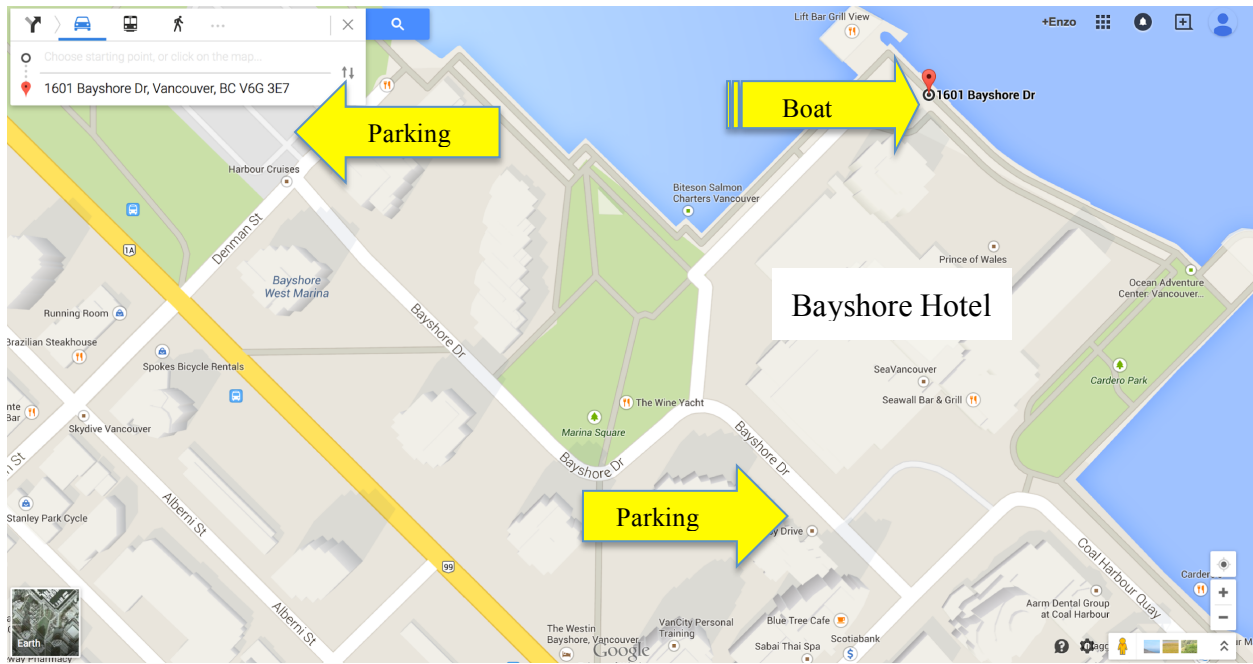 +Enzo
Choose starting point, or click on the map...
1601 Bayshore Dr, Vancouver, BC V6G 3E7
Lift Bar Grill View
1601 Bayshore Dr
Boat
Parking
Harbour Cruises
Biteson Salmon
Charters Vancouver
Denman St
1A
Bayshore
West Marina
Prince of Wales
Ocean Adventure
Center: Vancouver...
Bayshore Hotel
Running Room
Brazilian Steakhouse
Spokes Bicycle Rentals
Bayshore Dr
SeaVancouver
Cardero Park
Seawall Bar & Grill
The Wine Yacht
Bar
Skydive Vancouver
Marina Square
Bayshore Dr
Bayshore Dr
St
Alberni St
Stanley Park Cycle
Parking
Drive
99
Coal Harbour Quay
Aarm Dental Group
at Coal Harbour
Alberni St
Earth
The Westin
Bayshore, Vancouver
Google
VanCity Personal
Training
Blue Tree Cafe
Sabai Thai Spa
Scotiabank
Pharmacy